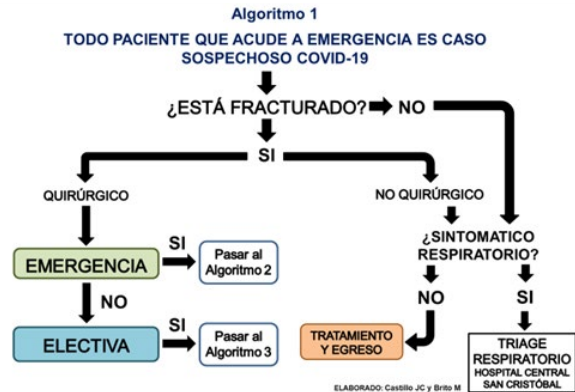 Algoritmo 1
TODO PACIENTE QUE ACUDE A EMERGENCIA ES CASO
SOSPECHOSO COVID-19
¿ESTÁ FRACTURADO?
NO
SI
QUIRÚRGICO
NO QUIRÚRGICO
EMERGENCIA
SI
Pasar al
Algoritmo 2
¿SINTOMATICO
RESPIRATORIO?
NO
NO
SI
ELECTIVA
SI
Pasar al
Algoritmo 3
TRATAMIENTO
Y EGRESO
TRIAGE
RESPIRATORIO
HOSPITAL CENTRAL
SAN CRISTÓBAL
ELABORADO: Castillo JC y Brito M